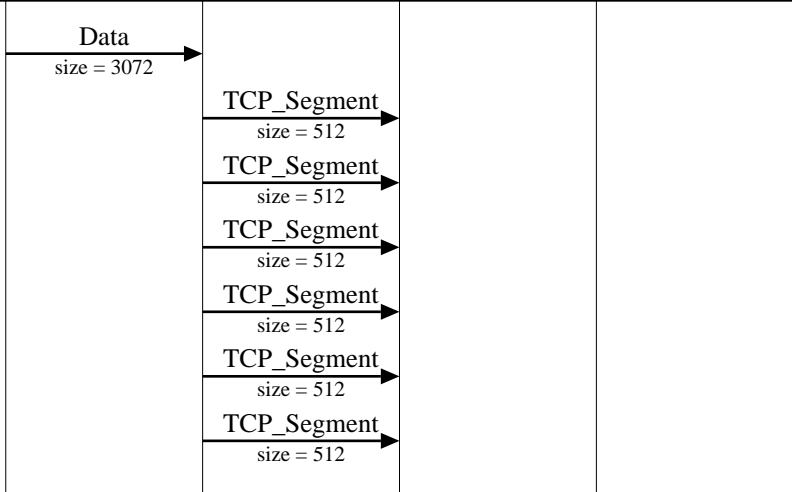 Data
size = 3072
TCP_Segment
size = 512
TCP_Segment
size = 512
TCP_Segment
size = 512
TCP_Segment
size = 512
TCP_Segment
size = 512
TCP_Segment
size = 512